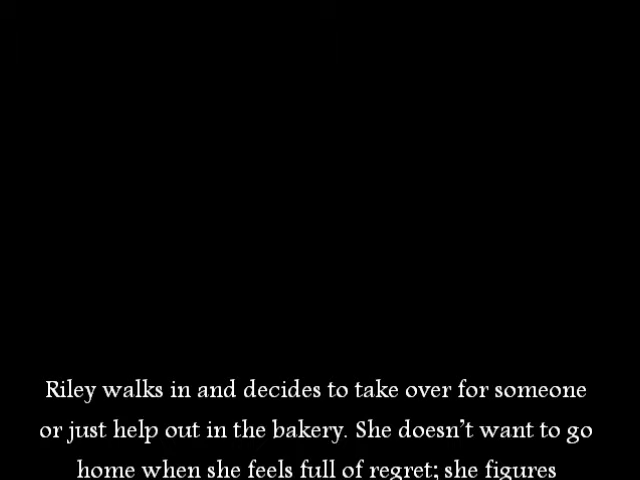 Riley walks in and decides to take over for someone
or just help out in the bakery. She doesn’t want to go
home when she feels full of regret; she figures